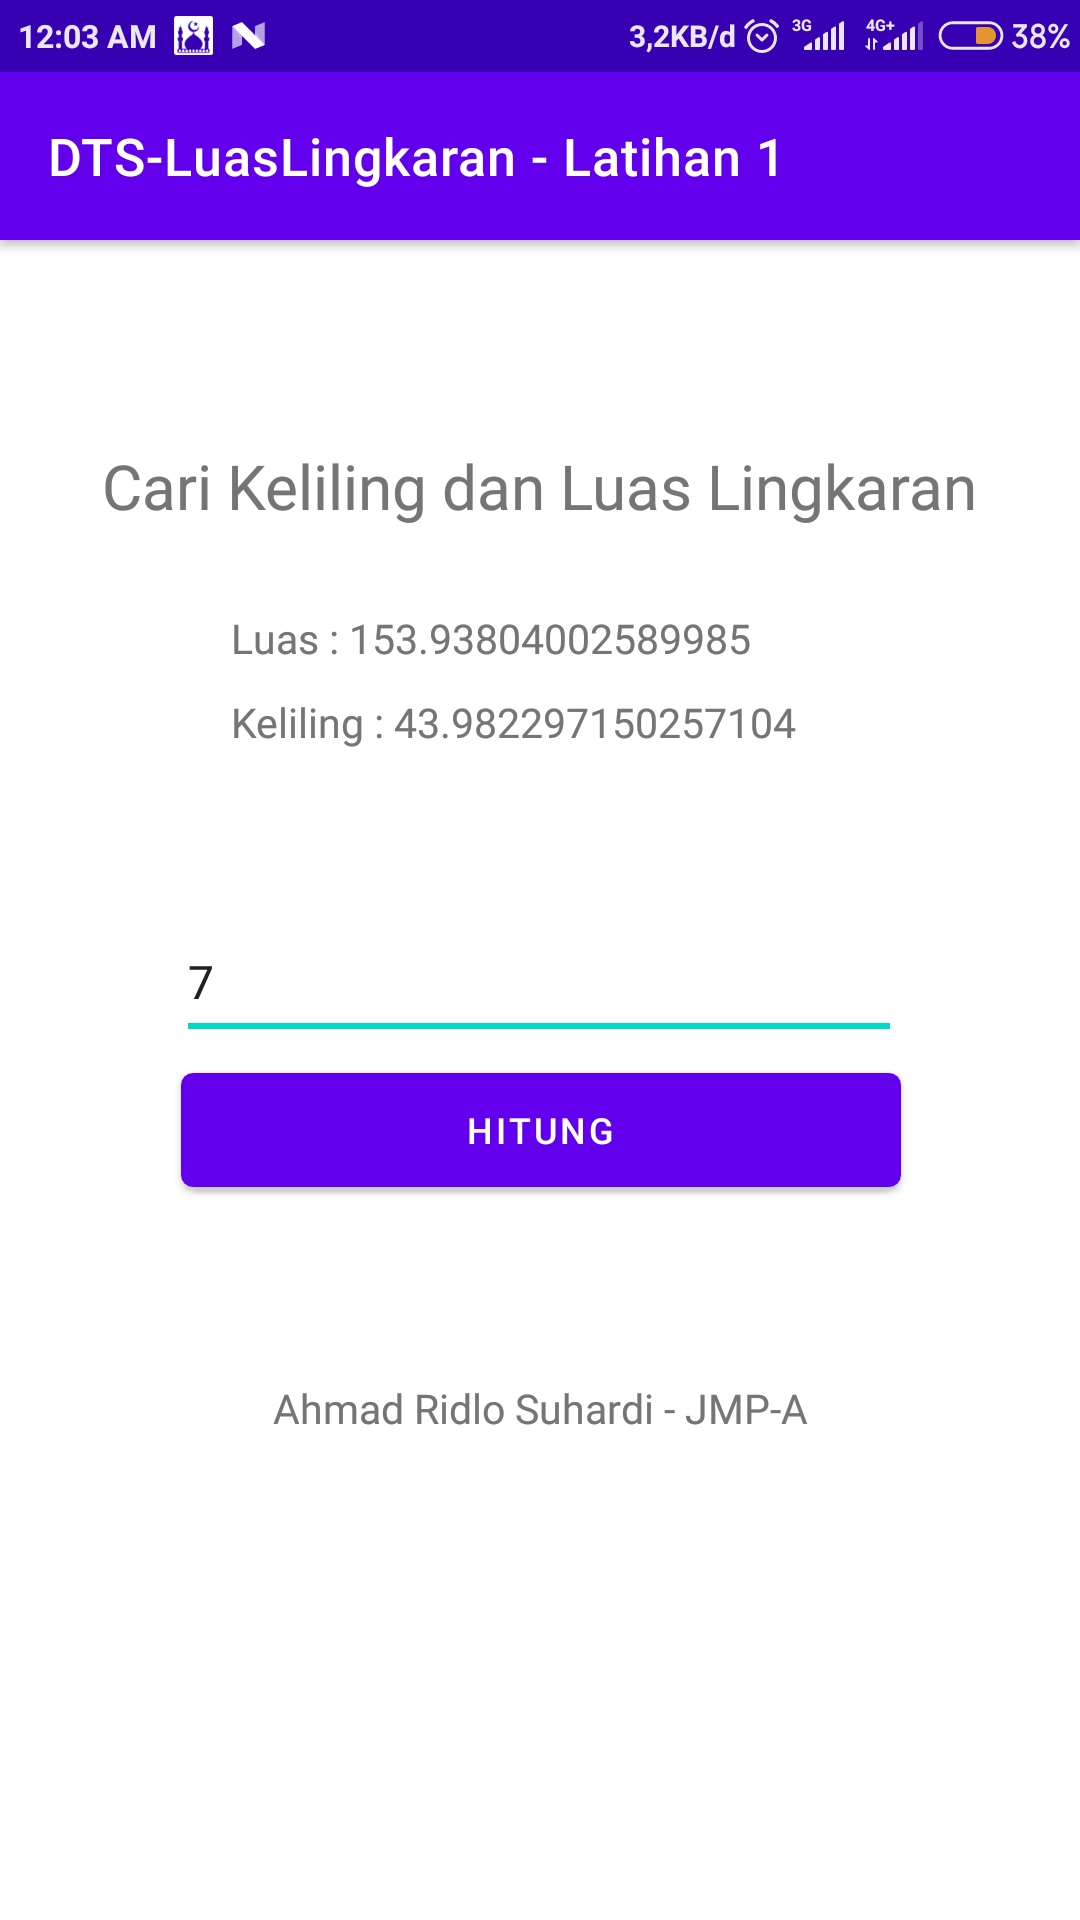 12:03 AM 3,2KB/d 3G 4G+ 38%
DTS-LuasLingkaran - Latihan 1
Cari Keliling dan Luas Lingkaran
Luas : 153.93804002589985
Keliling : 43.982297150257104
7
HITUNG
Ahmad Ridlo Suhardi - JMP-A